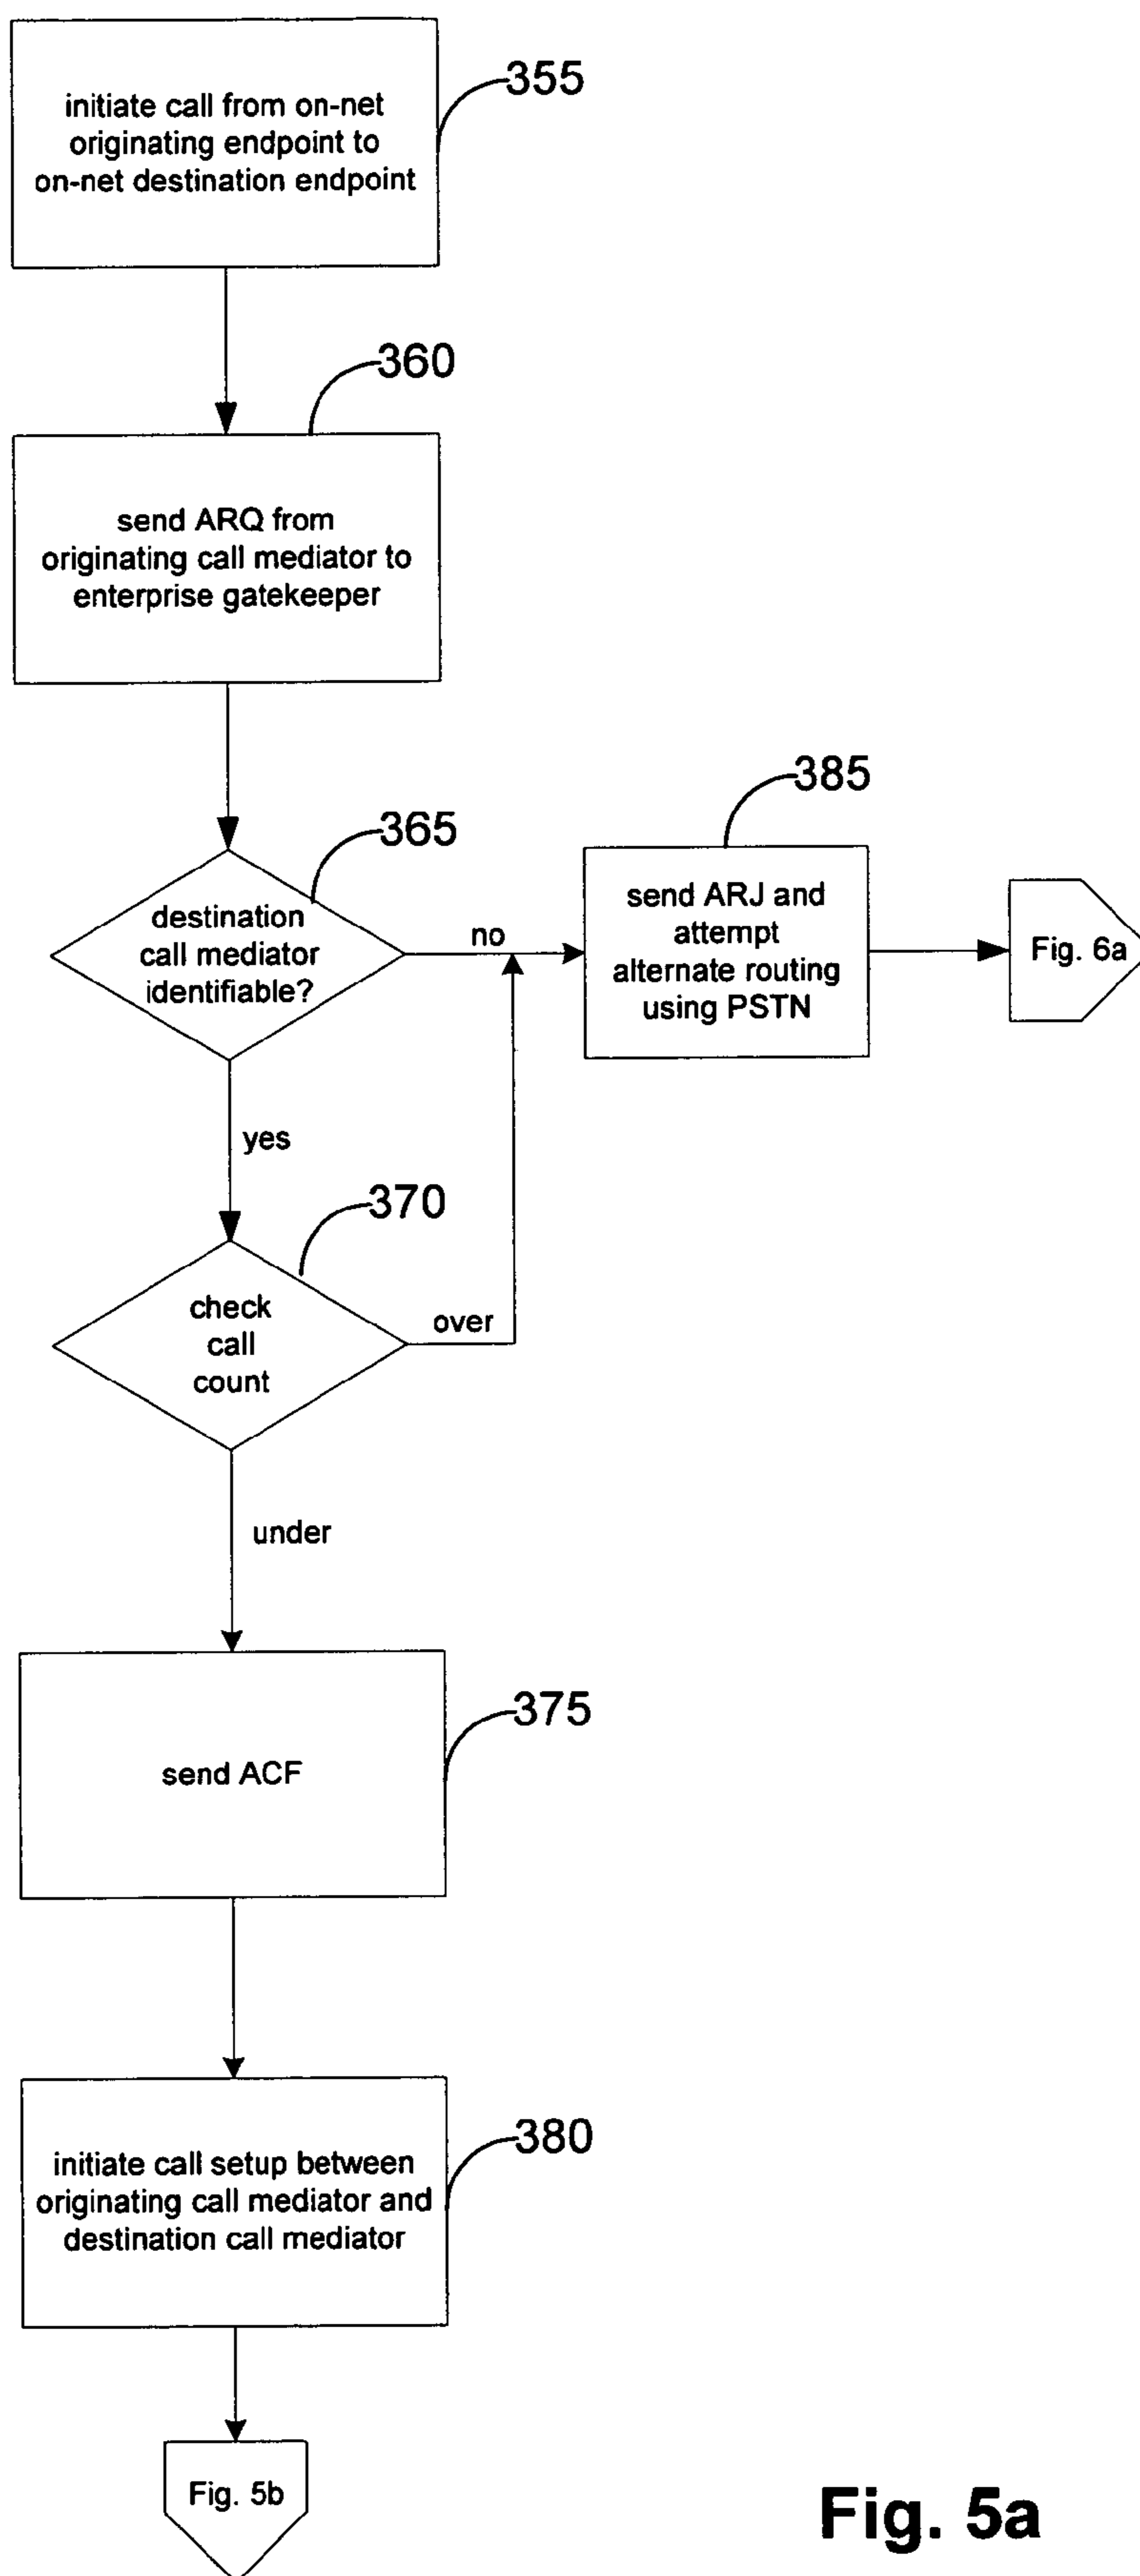 355
initiate call from on-net
originating endpoint to
on-net destination endpoint
360
send ARQ from
originating call mediator to
enterprise gatekeeper
385
365
destination
call mediator
identifiable?
no
send ARJ and
attempt
alternate routing
using PSTN
Fig. 6a
yes
370
check
call
count
over
under
375
send ACF
380
initiate call setup between
originating call mediator and
destination call mediator
Fig. 5b
Fig. 5a